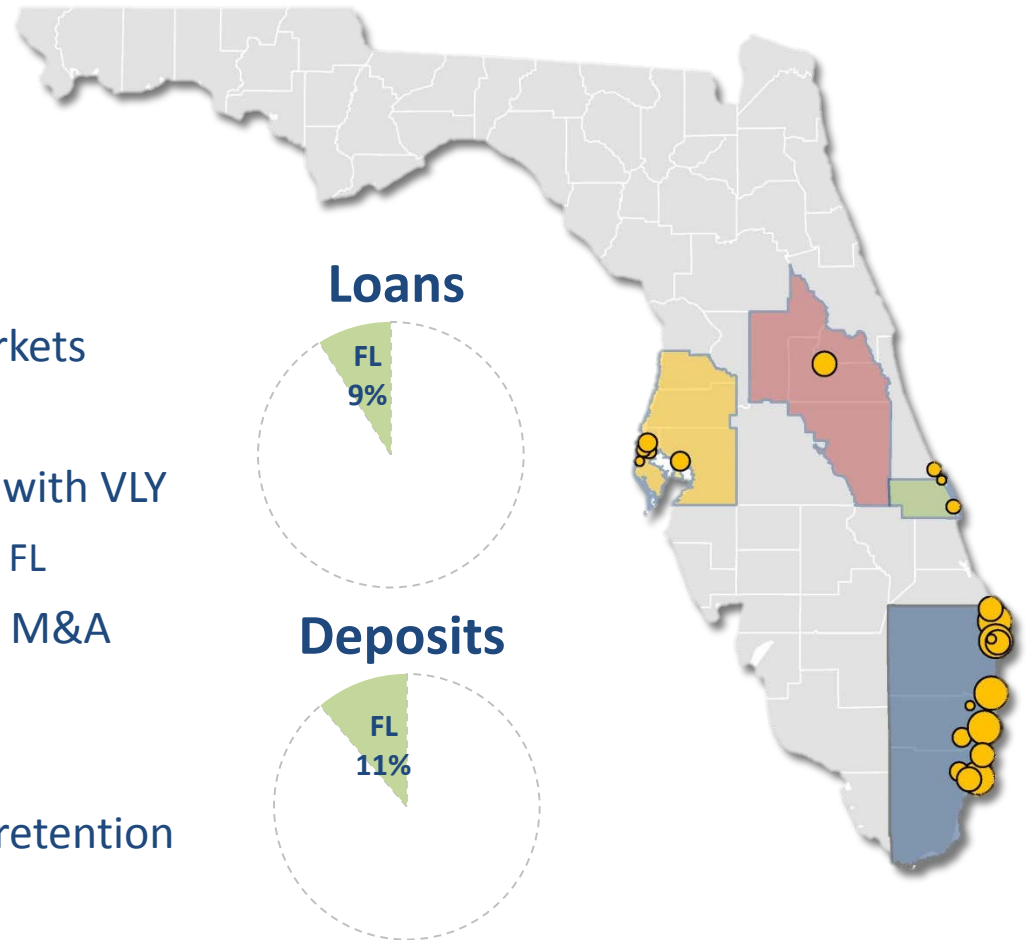 rkets
with VLY
FL
M&A
retention
Loans
FL
9%
Deposits
FL
11%